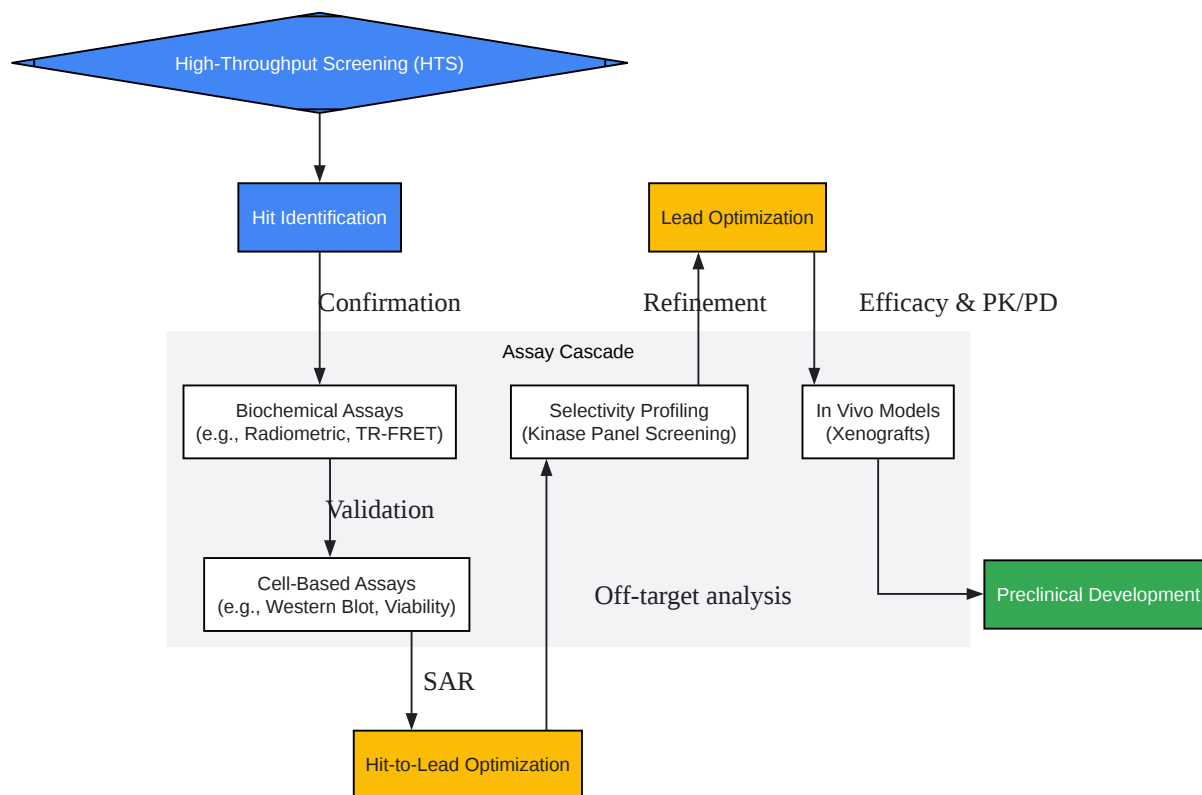 High-Throughput Screening (HTS)
Hit Identification
Lead Optimization
Confirmation
Refinement
Efficacy & PK/PD
Assay Cascade
Biochemical Assays
(e.g., Radiometric, TR-FRET)
Selectivity Profiling
(Kinase Panel Screening)
In Vivo Models
(Xenografts)
Validation
Cell-Based Assays
(e.g., Western Blot, Viability)
Off-target analysis
Preclinical Development
SAR
Hit-to-Lead Optimization